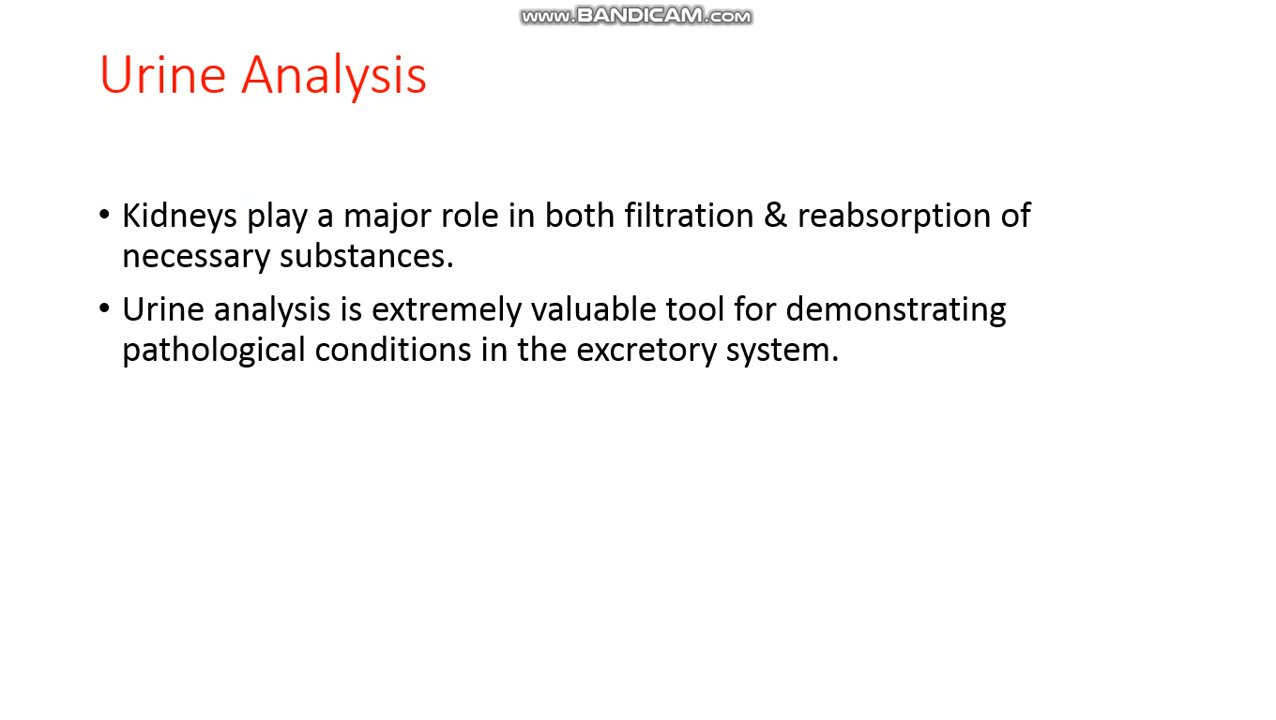 www.BANDICAM.com
Urine Analysis
• Kidneys play a major role in both filtration & reabsorption of
necessary substances.
• Urine analysis is extremely valuable tool for demonstrating
pathological conditions in the excretory system.